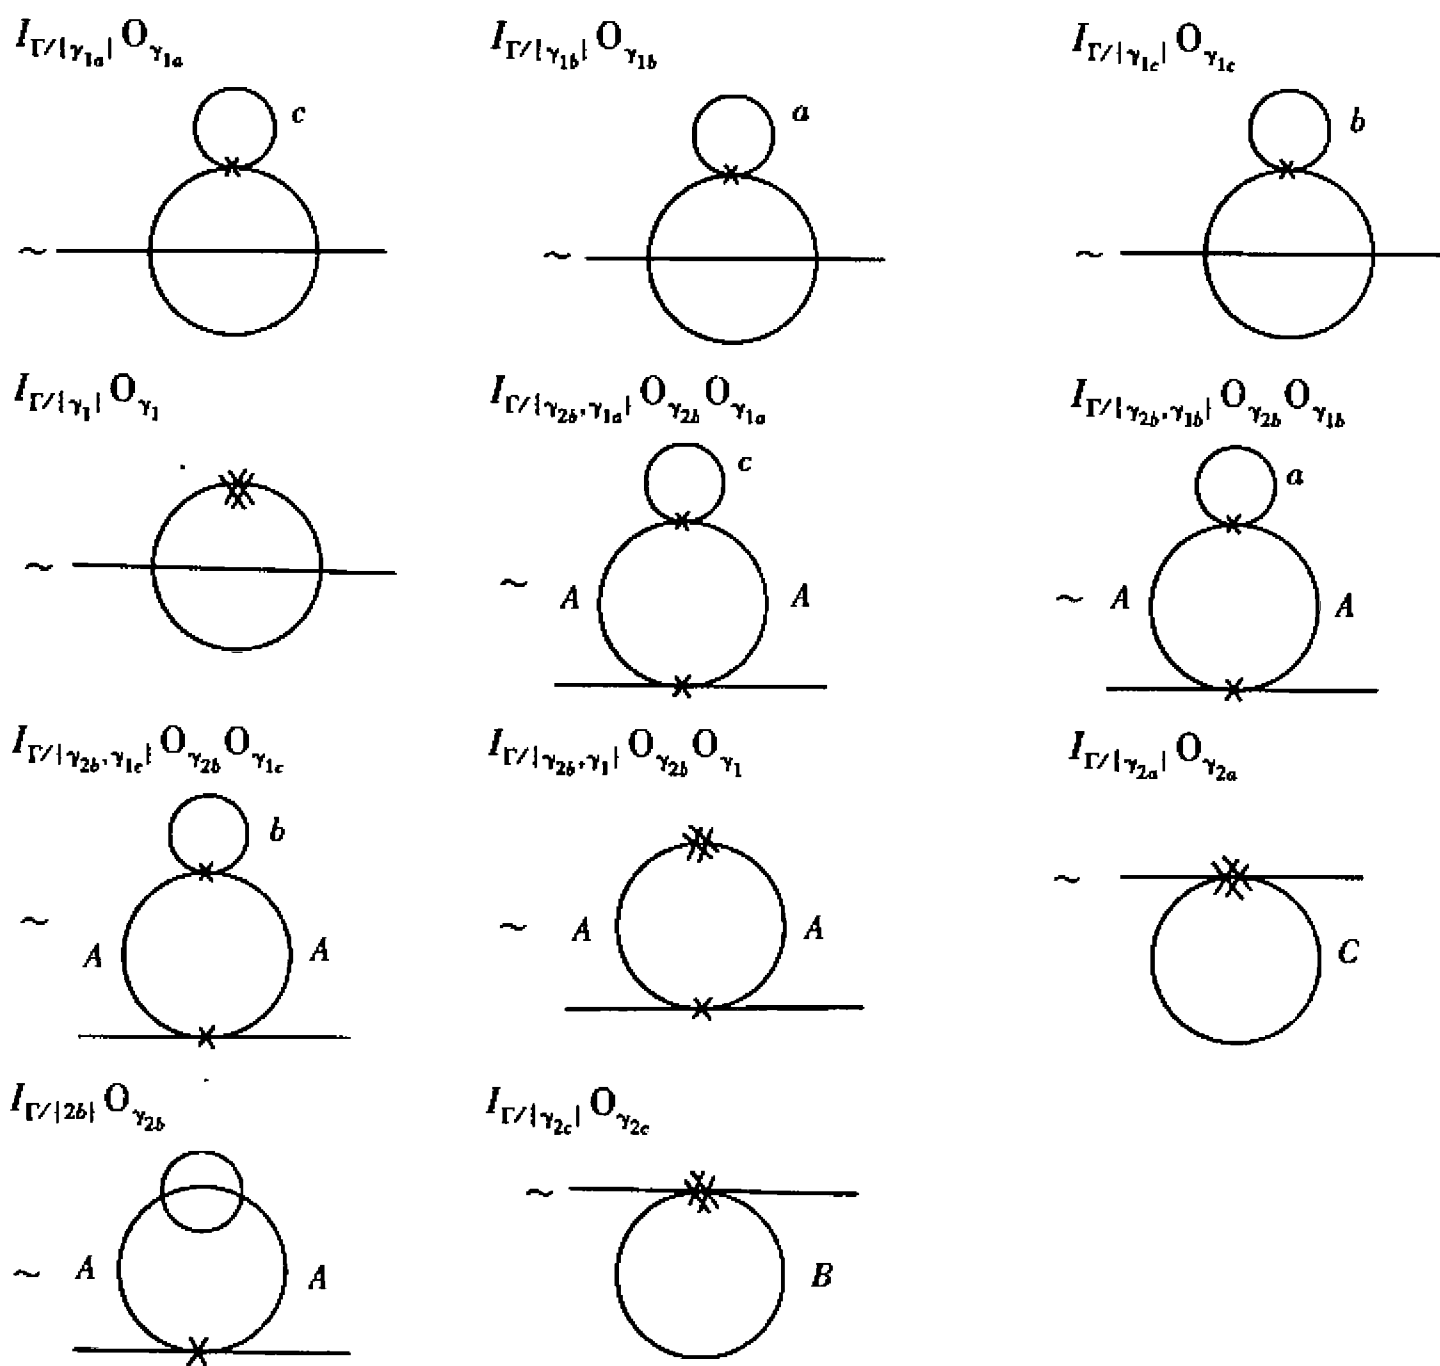 I_{Γ/{γ_{1a}}} O_{γ_{1a}} I_{Γ/{γ_{1b}}} O_{γ_{1b}} I_{Γ/{γ_{1c}}} O_{γ_{1c}}
c a b
~ ~ ~
I_{Γ/{γ_1}} O_{γ_1} I_{Γ/{γ_{2b},γ_{1a}}} O_{γ_{2b}} O_{γ_{1a}} I_{Γ/{γ_{2b},γ_{1b}}} O_{γ_{2b}} O_{γ_{1b}}
c a
~ ~ A A ~ A A
I_{Γ/{γ_{2b},γ_{1c}}} O_{γ_{2b}} O_{γ_{1c}} I_{Γ/{γ_{2b},γ_1}} O_{γ_{2b}} O_{γ_1} I_{Γ/{γ_{2a}}} O_{γ_{2a}}
b
~ A A ~ A A ~ C
I_{Γ/{2b}} O_{γ_{2b}} I_{Γ/{γ_{2c}}} O_{γ_{2c}}
~ A A ~ B